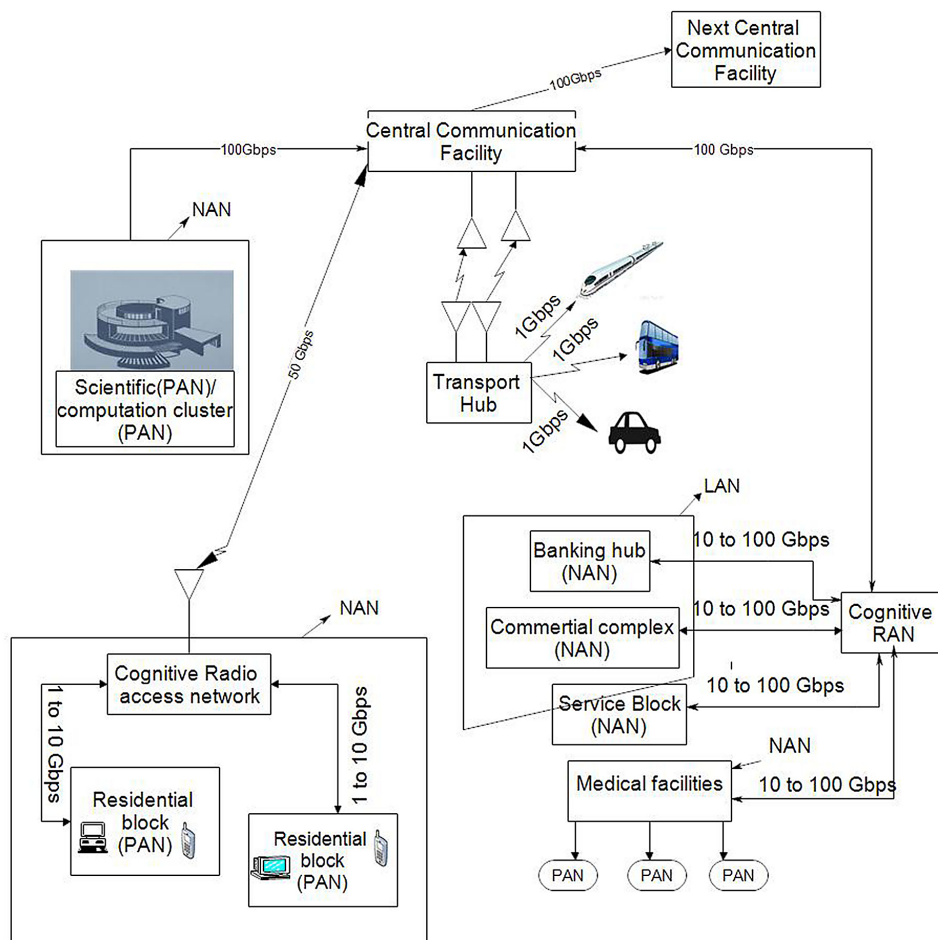 Next Central
Communication
Facility
100Gbps
Central Communication
Facility
100Gbps
100 Gbps
NAN
50 Gbps
1Gbps
1Gbps
1Gbps
Transport
Hub
Scientific(PAN)/
computation cluster
(PAN)
LAN
Banking hub
(NAN)
10 to 100 Gbps
Commertial complex
(NAN)
10 to 100 Gbps
Cognitive
RAN
Service Block
(NAN)
10 to 100 Gbps
NAN
Medical facilities
10 to 100 Gbps
PAN
PAN
PAN
NAN
Cognitive Radio
access network
1 to 10 Gbps
1 to 10 Gbps
Residential
block
(PAN)
Residential
block
(PAN)